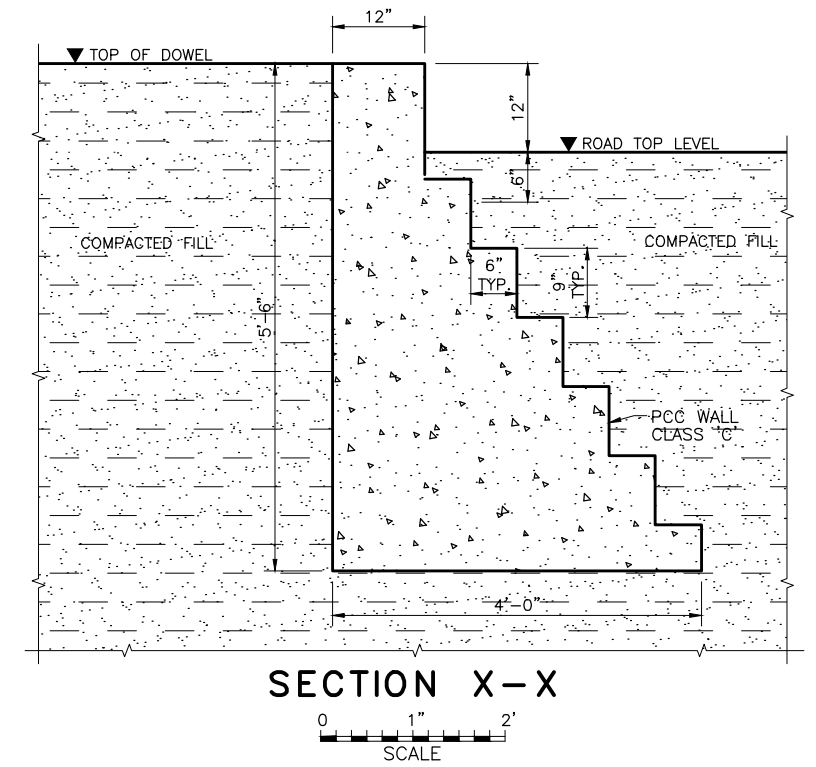 12"
TOP OF DOWEL
12"
ROAD TOP LEVEL
6"
COMPACTED FILL
COMPACTED FILL
6"
TYP.
9"
TYP.
5'-6"
PCC WALL
CLASS 'C'
4'-0"
SECTION X-X
0 1" 2'
SCALE